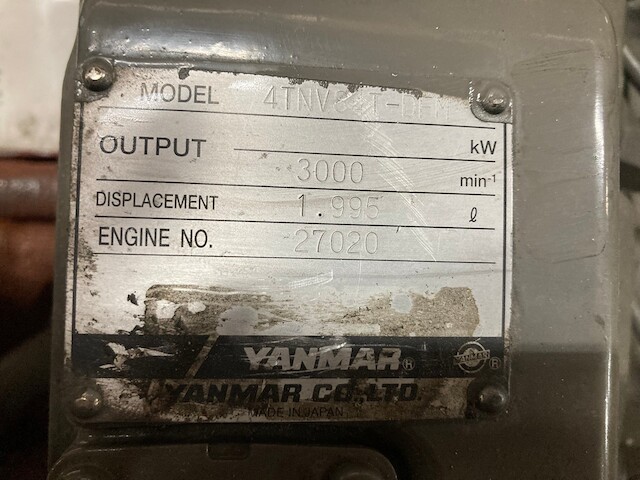 MODEL
OUTPUT kW
3000 min-1
DISPLACEMENT 1.995 ℓ
ENGINE NO. 27020
YANMAR ® YANMAR ®
YANMAR CO.,LTD.
MADE IN JAPAN